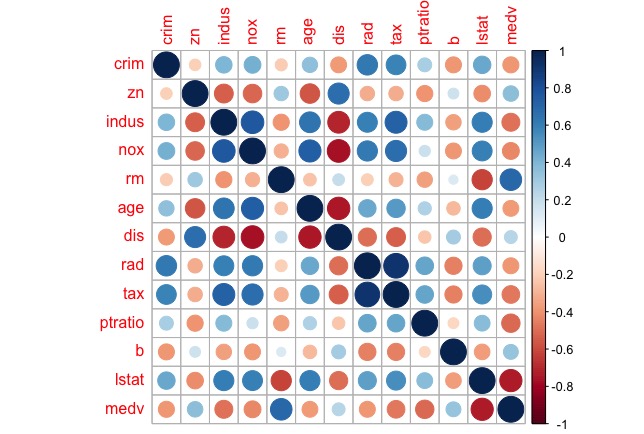 crim zn indus nox rm age dis rad tax ptratio b lstat medv
crim
zn
indus
nox
rm
age
dis
rad
tax
ptratio
b
lstat
medv
1
0.8
0.6
0.4
0.2
0
-0.2
-0.4
-0.6
-0.8
-1